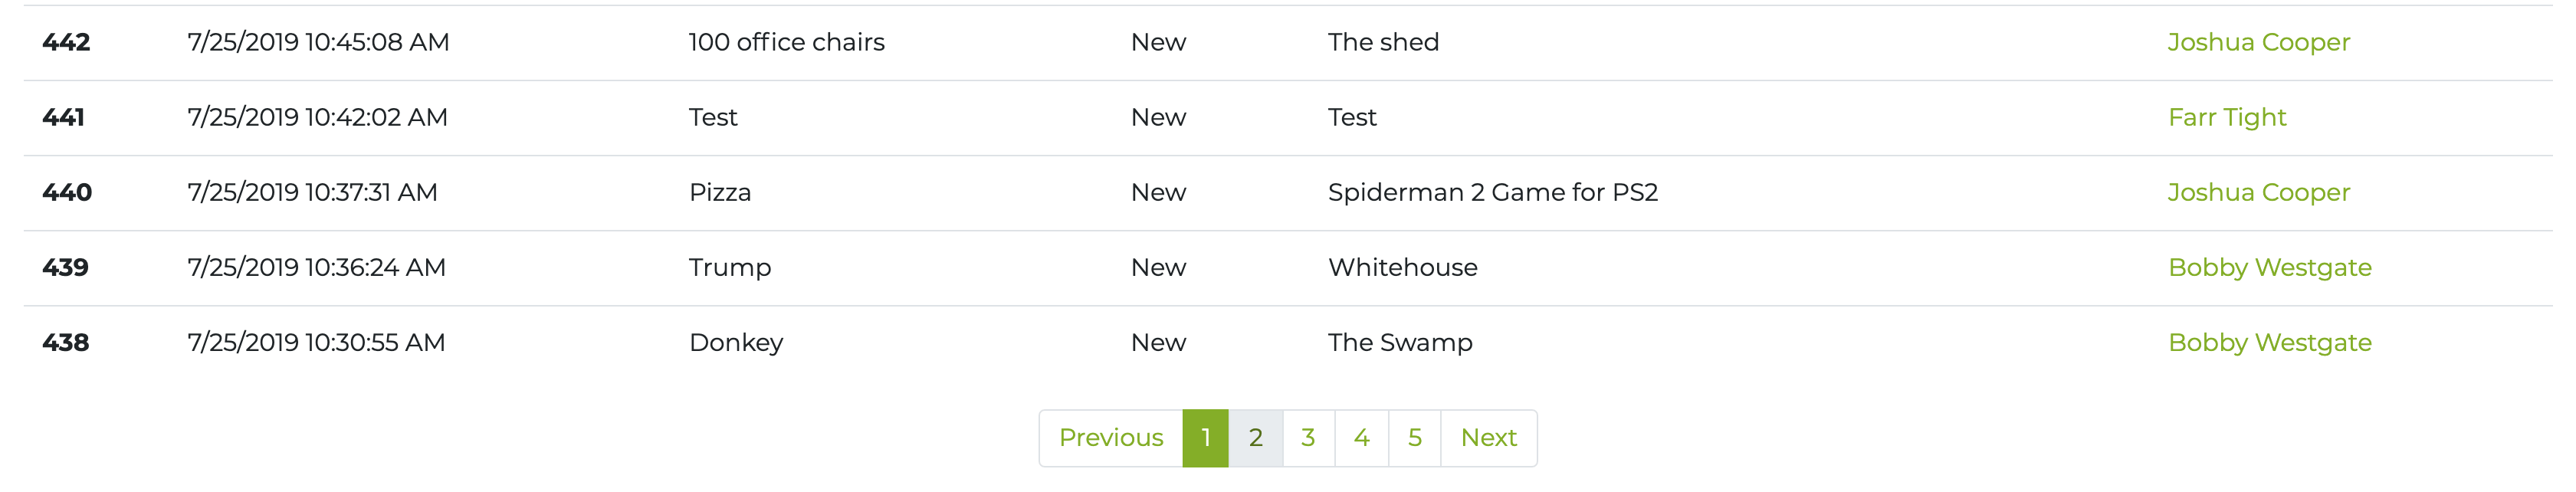 442 7/25/2019 10:45:08 AM 100 office chairs New The shed Joshua Cooper
441 7/25/2019 10:42:02 AM Test New Test Farr Tight
440 7/25/2019 10:37:31 AM Pizza New Spiderman 2 Game for PS2 Joshua Cooper
439 7/25/2019 10:36:24 AM Trump New Whitehouse Bobby Westgate
438 7/25/2019 10:30:55 AM Donkey New The Swamp Bobby Westgate
Previous 1 2 3 4 5 Next